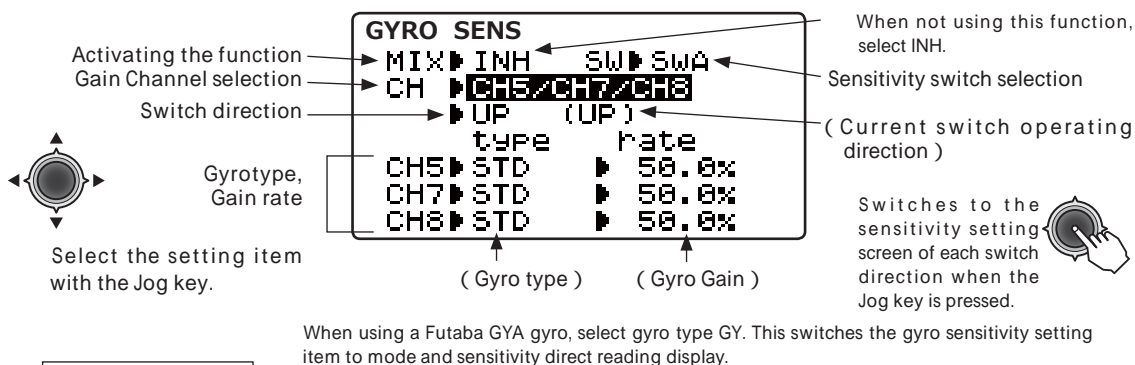 GYRO SENS
MIX INH SW SwA
CH CH5/CH7/CH8
UP (UP)
type rate
CH5 STD 50.0%
CH7 STD 50.0%
CH8 STD 50.0%
Activating the function
Gain Channel selection
Switch direction
Gyrotype,
Gain rate
Select the setting item
with the Jog key.
When not using this function,
select INH.
Sensitivity switch selection
( Current switch operating
direction )
Switches to the
sensitivity setting
screen of each switch
direction when the
Jog key is pressed.
( Gyro type )
( Gyro Gain )
When using a Futaba GYA gyro, select gyro type GY. This switches the gyro sensitivity setting
item to mode and sensitivity direct reading display.